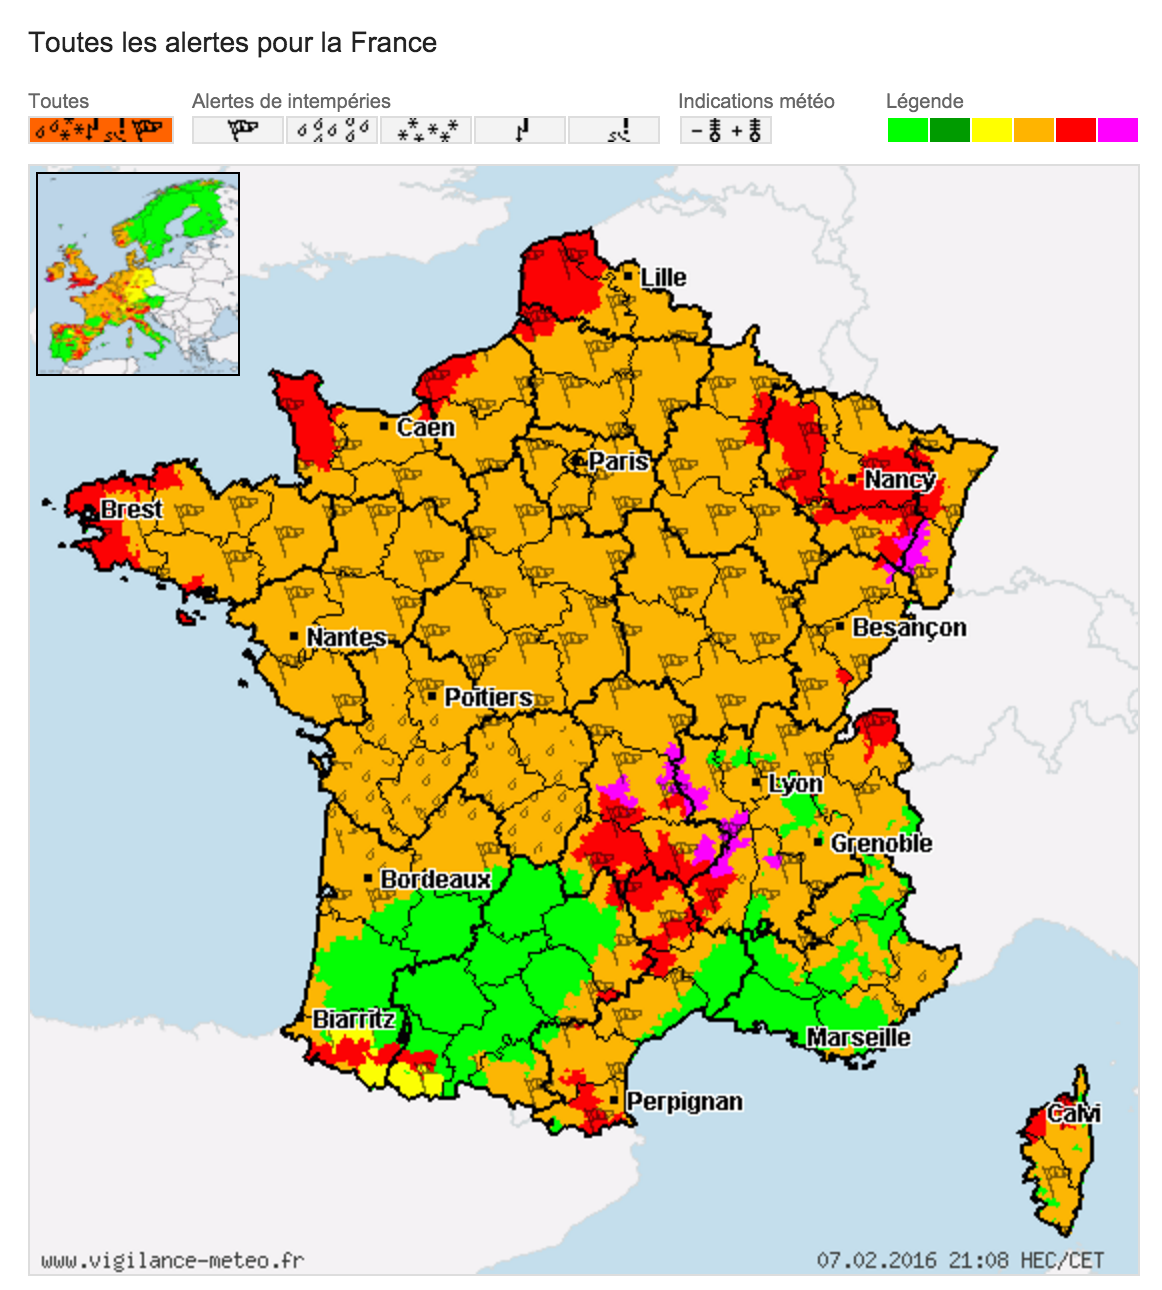 Toutes les alertes pour la France
Toutes
Alertes de intempéries
Indications météo
Légende
Lille
Caen
Paris
Nancy
Brest
Besançon
Nantes
Poitiers
Lyon
Grenoble
Bordeaux
Biarritz
Marseille
Perpignan
Calvi
www.vigilance-meteo.fr
07.02.2016 21:08 HEC/CET